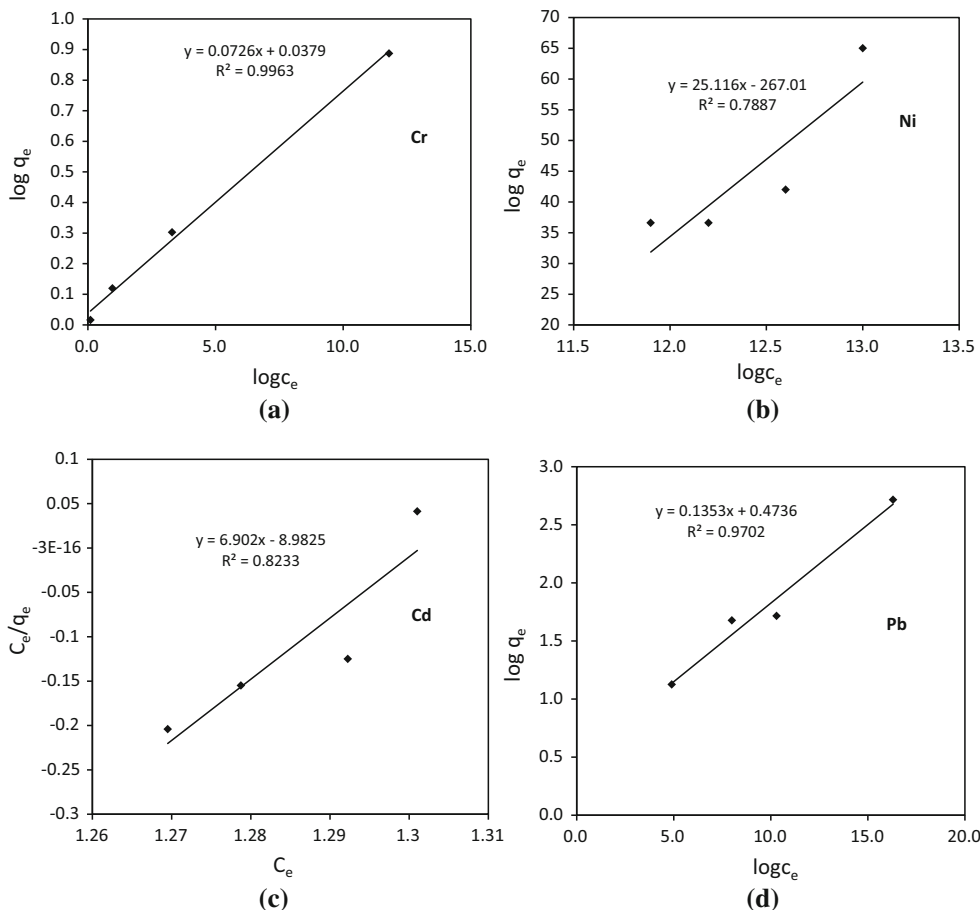 1.0
0.9
0.8
0.7
0.6
0.5
0.4
0.3
0.2
0.1
0.0
log qe
y = 0.0726x + 0.0379
R² = 0.9963
Cr
0.0 5.0 10.0 15.0
logce
(a)
70
65
60
55
50
45
40
35
30
25
20
log qe
y = 25.116x - 267.01
R² = 0.7887
Ni
11.5 12.0 12.5 13.0 13.5
logce
(b)
0.1
0.05
-3E-16
-0.05
-0.1
-0.15
-0.2
-0.25
-0.3
Ce/qe
y = 6.902x - 8.9825
R² = 0.8233
Cd
1.26 1.27 1.28 1.29 1.3 1.31
Ce
(c)
3.0
2.5
2.0
1.5
1.0
0.5
0.0
log qe
y = 0.1353x + 0.4736
R² = 0.9702
Pb
0.0 5.0 10.0 15.0 20.0
logce
(d)